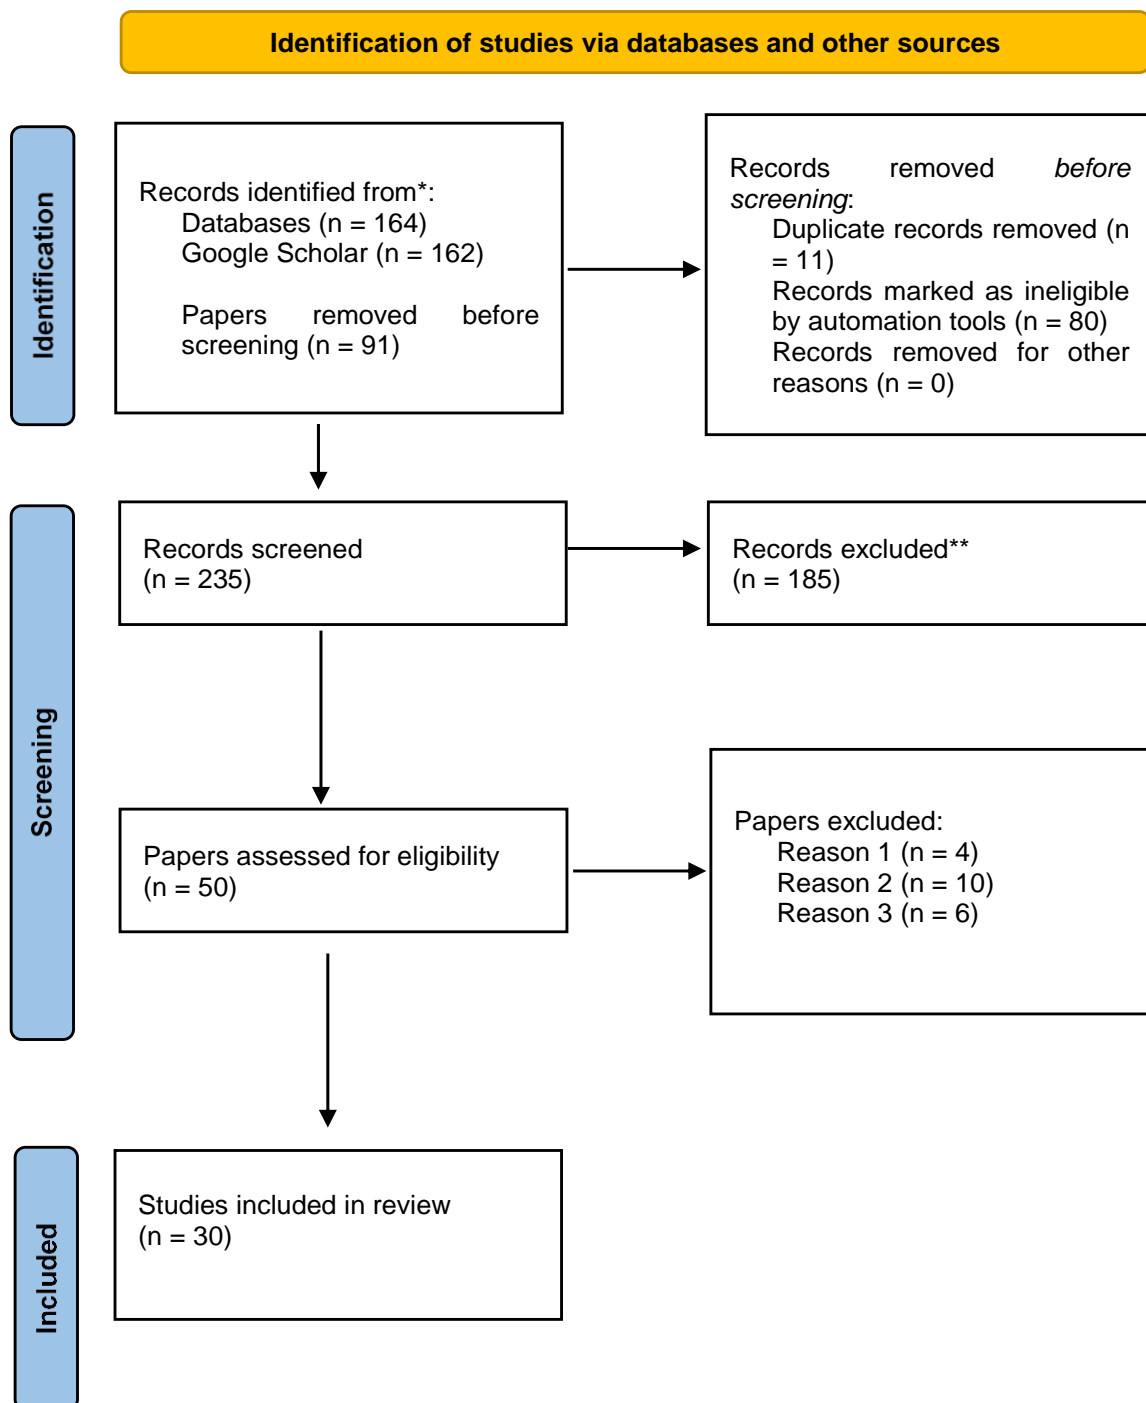 Identification of studies via databases and other sources
Identification
Records identified from*:
Databases (n = 164)
Google Scholar (n = 162)
Papers removed before
screening (n = 91)
Records removed before
screening:
Duplicate records removed (n
= 11)
Records marked as ineligible
by automation tools (n = 80)
Records removed for other
reasons (n = 0)
Screening
Records screened
(n = 235)
Records excluded**
(n = 185)
Papers assessed for eligibility
(n = 50)
Papers excluded:
Reason 1 (n = 4)
Reason 2 (n = 10)
Reason 3 (n = 6)
Included
Studies included in review
(n = 30)